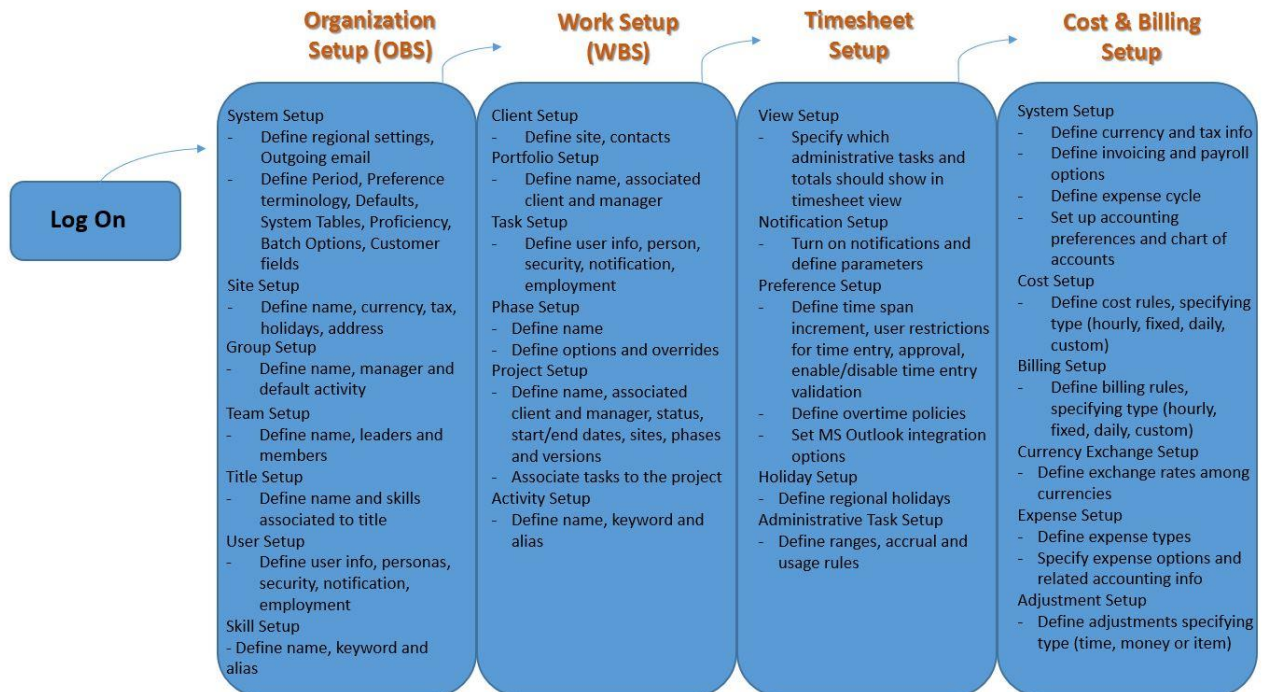 Organization
Setup (OBS)
Work Setup
(WBS)
Timesheet
Setup
Cost & Billing
Setup
Log On
System Setup
- Define regional settings,
Outgoing email
- Define Period, Preference
terminology, Defaults,
System Tables, Proficiency,
Batch Options, Customer
fields
Site Setup
- Define name, currency, tax,
holidays, address
Group Setup
- Define name, manager and
default activity
Team Setup
- Define name, leaders and
members
Title Setup
- Define name and skills
associated to title
User Setup
- Define user info, personas,
security, notification,
employment
Skill Setup
- Define name, keyword and
alias
Client Setup
- Define site, contacts
Portfolio Setup
- Define name, associated
client and manager
Task Setup
- Define user info, person,
security, notification,
employment
Phase Setup
- Define name
- Define options and overrides
Project Setup
- Define name, associated
client and manager, status,
start/end dates, sites, phases
and versions
- Associate tasks to the project
Activity Setup
- Define name, keyword and
alias
View Setup
- Specify which
administrative tasks and
totals should show in
timesheet view
Notification Setup
- Turn on notifications and
define parameters
Preference Setup
- Define time span
increment, user restrictions
for time entry, approval,
enable/disable time entry
validation
- Define overtime policies
- Set MS Outlook integration
options
Holiday Setup
- Define regional holidays
Administrative Task Setup
- Define ranges, accrual and
usage rules
System Setup
- Define currency and tax info
- Define invoicing and payroll
options
- Define expense cycle
- Set up accounting
preferences and chart of
accounts
Cost Setup
- Define cost rules, specifying
type (hourly, fixed, daily,
custom)
Billing Setup
- Define billing rules,
specifying type (hourly,
fixed, daily, custom)
Currency Exchange Setup
- Define exchange rates among
currencies
Expense Setup
- Define expense types
- Specify expense options and
related accounting info
Adjustment Setup
- Define adjustments specifying
type (time, money or item)